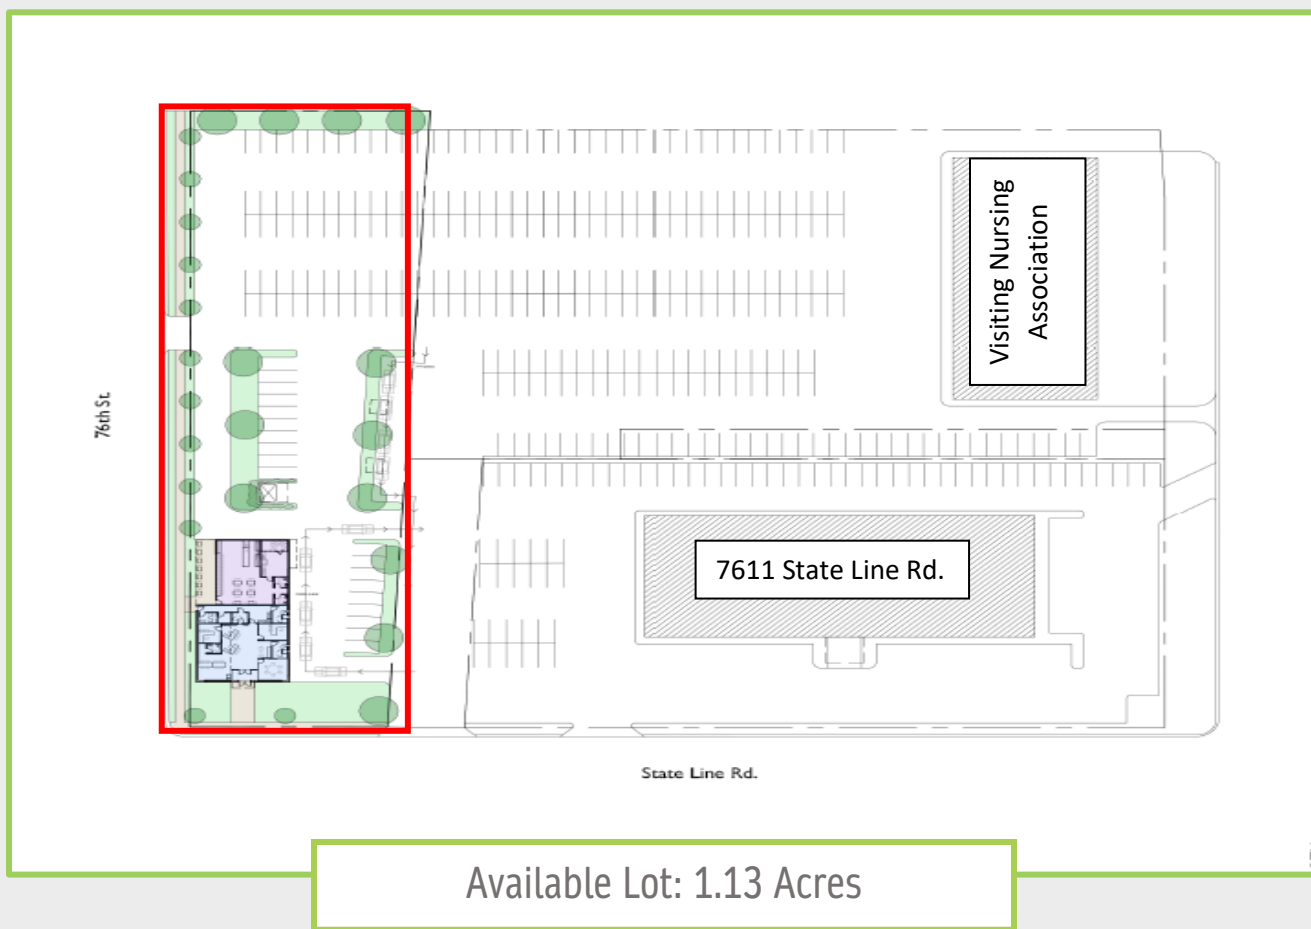 Visiting Nursing
Association
76th St.
7611 State Line Rd.
State Line Rd.
Available Lot: 1.13 Acres